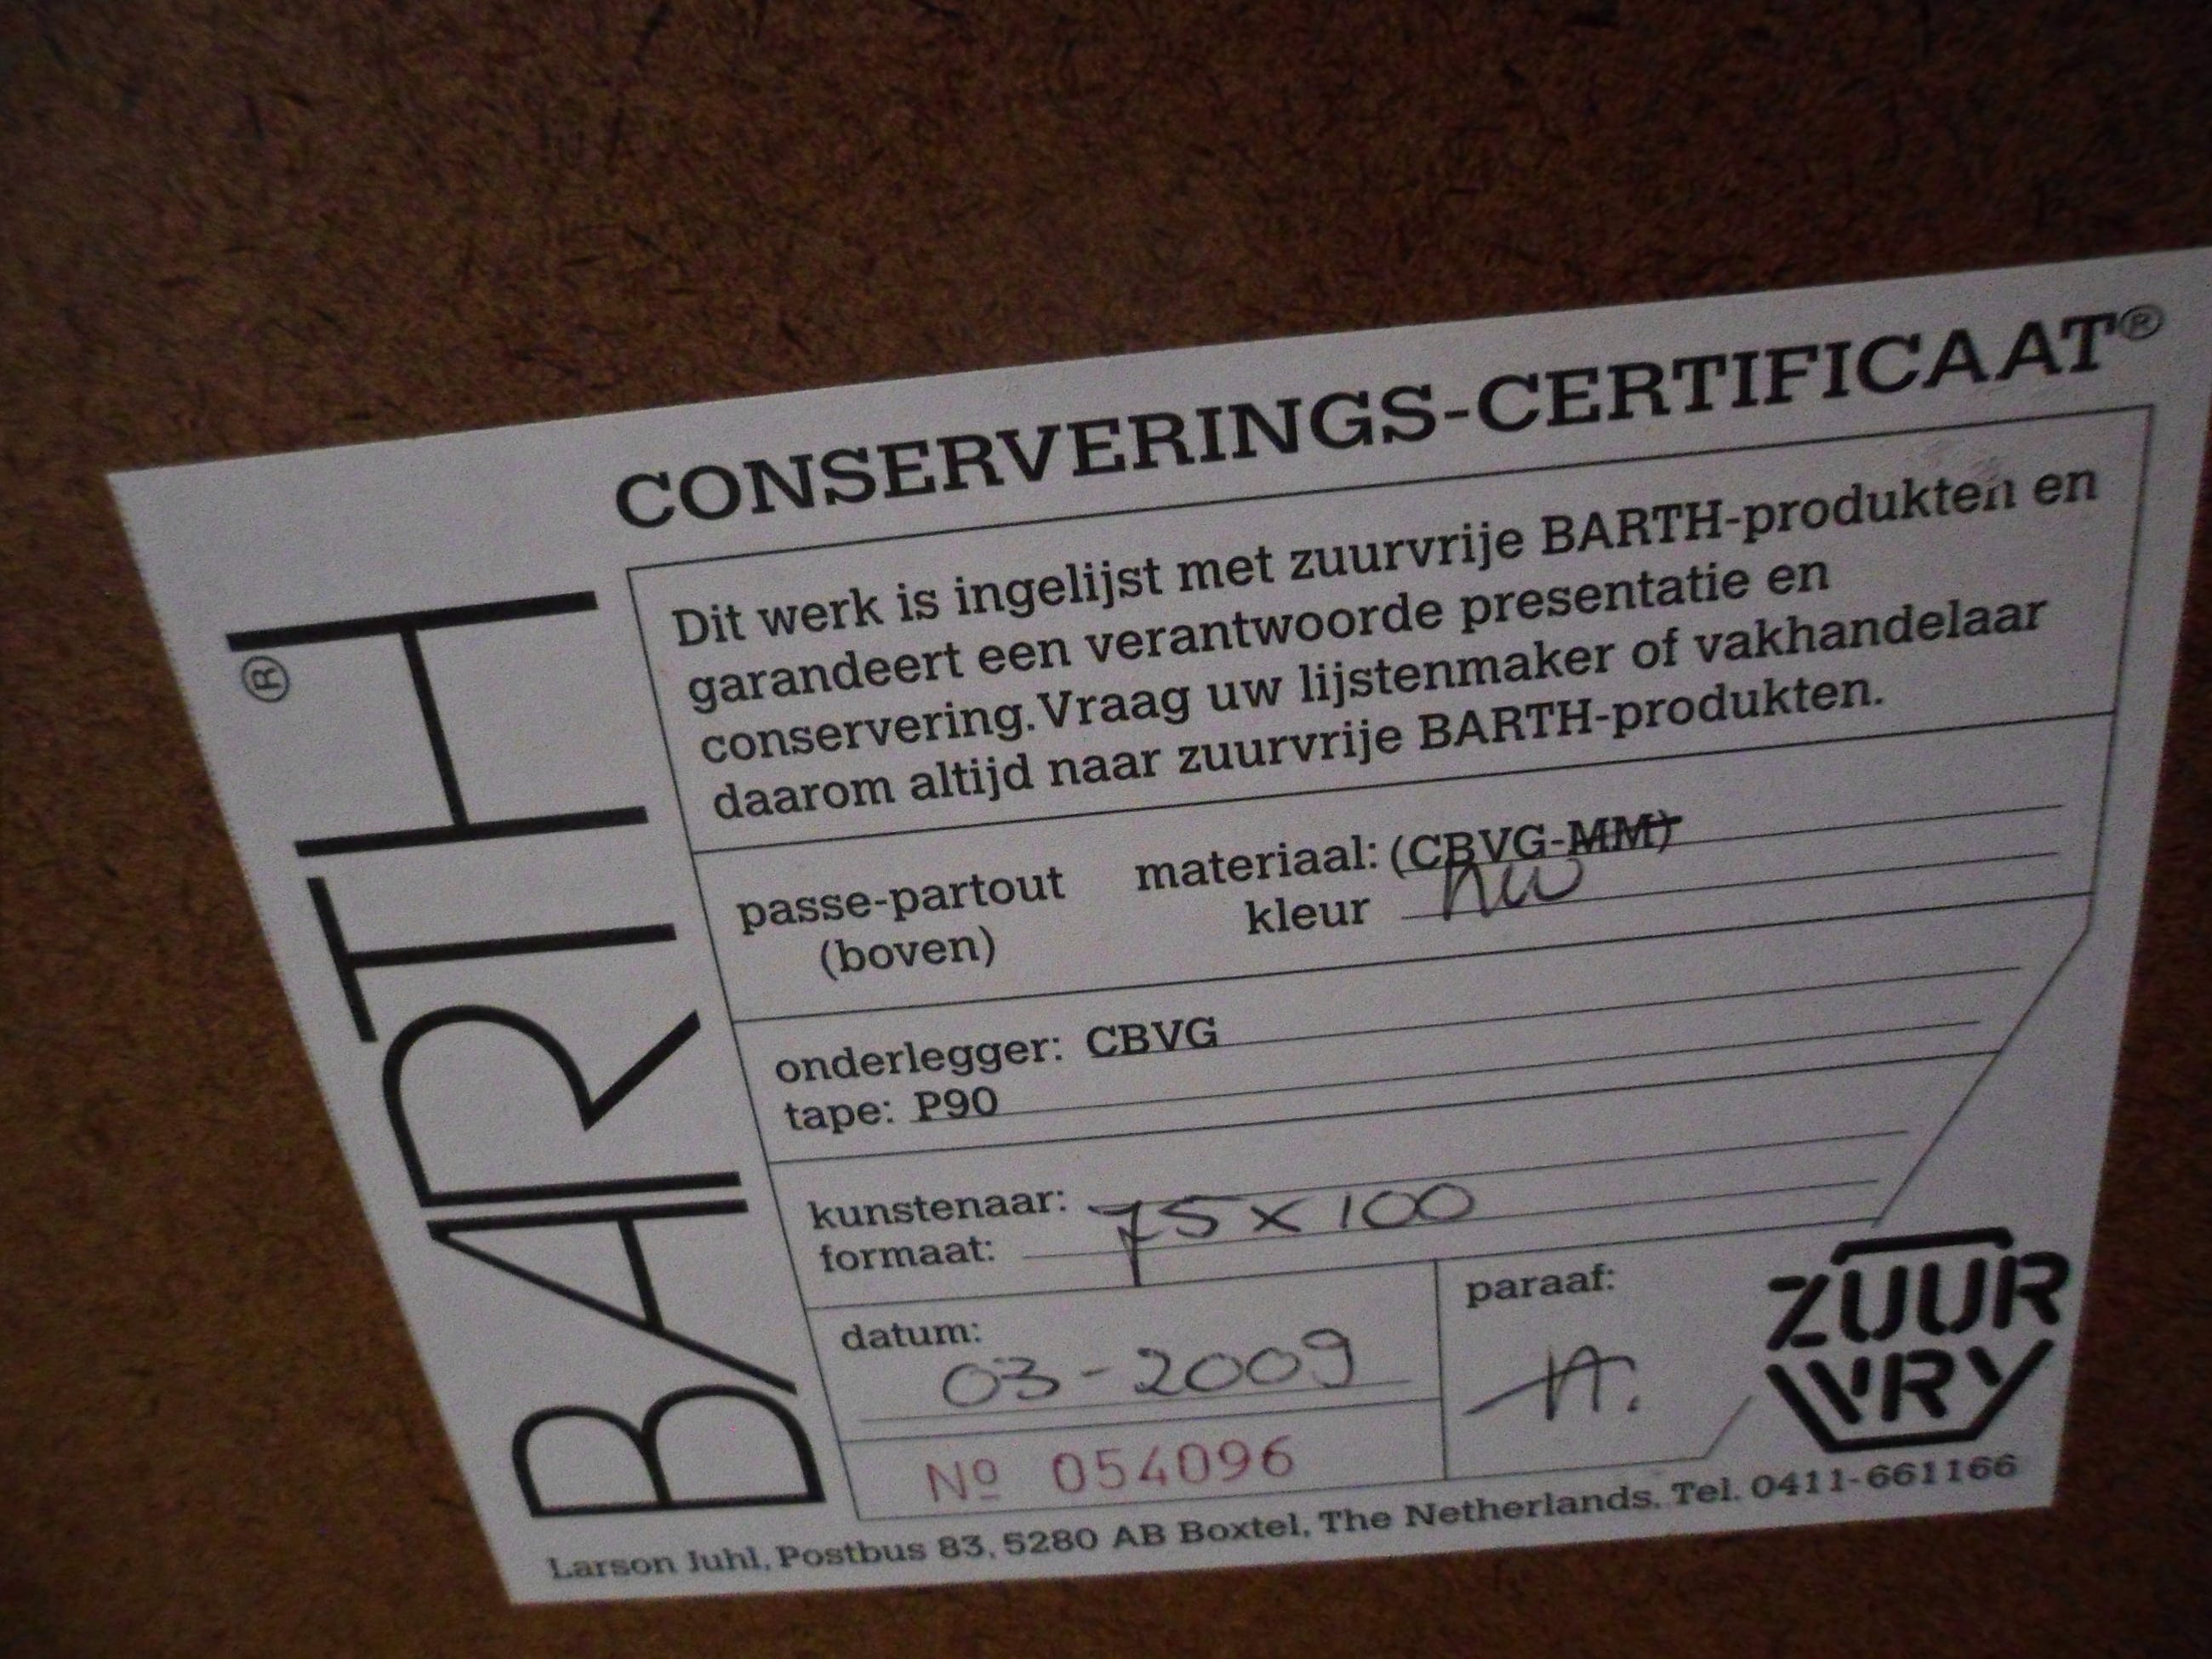 CONSERVERINGS-CERTIFICAAT®
BARTH®
Dit werk is ingelijst met zuurvrije BARTH-produkten en
garandeert een verantwoorde presentatie en
conservering. Vraag uw lijstenmaker of vakhandelaar
daarom altijd naar zuurvrije BARTH-produkten.
passe-partout materiaal: (CBVG-MM)
(boven) kleur
onderlegger: CBVG
tape: P90
kunstenaar:
formaat: 75 x 100
datum: paraaf:
03-2009
Nº 054096
ZUUR
VRY
Larson Juhl, Postbus 83, 5280 AB Boxtel, The Netherlands. Tel. 0411-661166